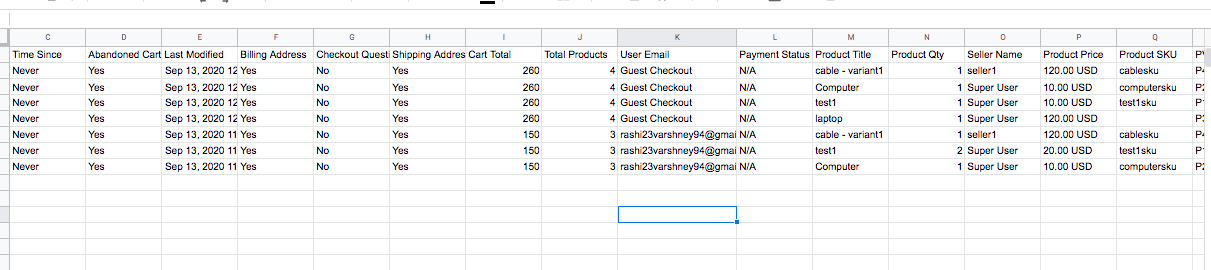 C D E F G H I J K L M N O P Q
Time Since Abandoned Cart Last Modified Billing Address Checkout Questi Shipping Addres Cart Total Total Products User Email Payment Status Product Title Product Qty Seller Name Product Price Product SKU
Never Yes Sep 13, 2020 12 Yes No Yes 260 4 Guest Checkout N/A cable - variant1 1 seller1 120.00 USD cablesku
Never Yes Sep 13, 2020 12 Yes No Yes 260 4 Guest Checkout N/A Computer 1 Super User 10.00 USD computersku
Never Yes Sep 13, 2020 12 Yes No Yes 260 4 Guest Checkout N/A test1 1 Super User 10.00 USD test1sku
Never Yes Sep 13, 2020 12 Yes No Yes 260 4 Guest Checkout N/A laptop 1 Super User 120.00 USD
Never Yes Sep 13, 2020 11 Yes No Yes 150 3 rashi23varshney94@gmai N/A cable - variant1 1 seller1 120.00 USD cablesku
Never Yes Sep 13, 2020 11 Yes No Yes 150 3 rashi23varshney94@gmai N/A test1 2 Super User 20.00 USD test1sku
Never Yes Sep 13, 2020 11 Yes No Yes 150 3 rashi23varshney94@gmai N/A Computer 1 Super User 10.00 USD computersku